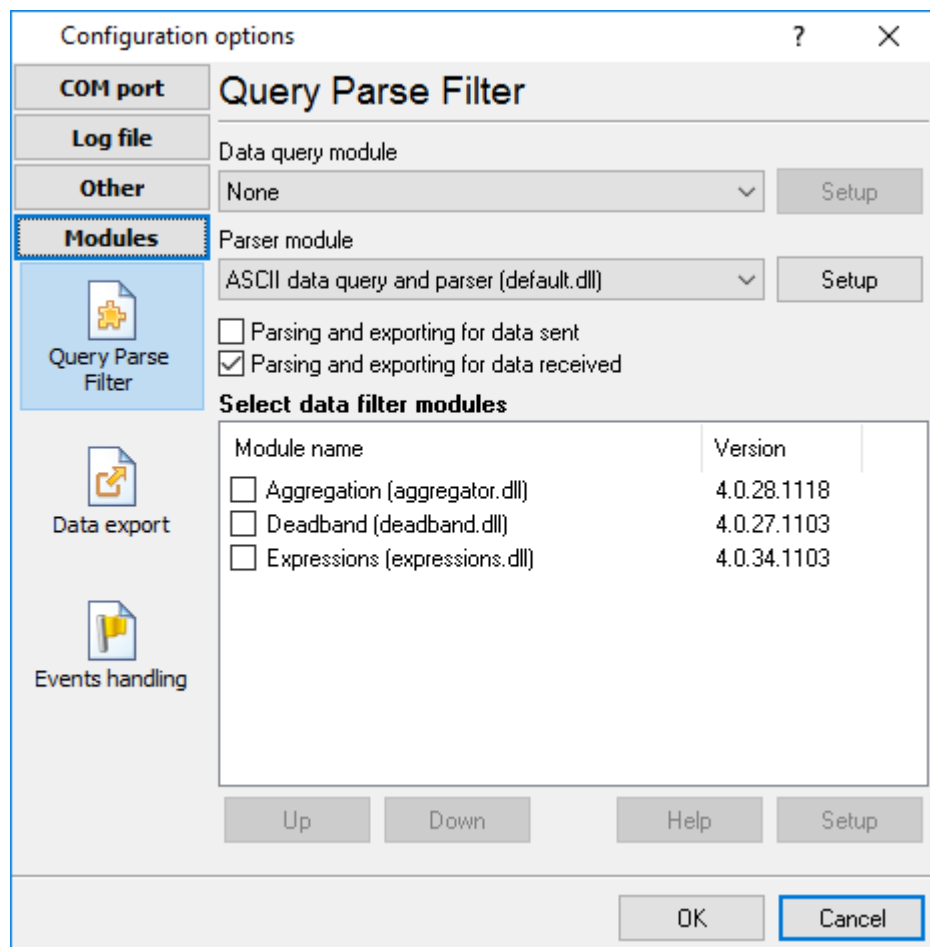 Configuration options
?
COM port
Log file
Other
Modules
Query Parse
Filter
Data export
Events handling
Query Parse Filter
Data query module
None
Setup
Parser module
ASCII data query and parser (default.dll)
Setup
Parsing and exporting for data sent
Parsing and exporting for data received
Select data filter modules
Module name Version
Aggregation (aggregator.dll) 4.0.28.1118
Deadband (deadband.dll) 4.0.27.1103
Expressions (expressions.dll) 4.0.34.1103
Up Down Help Setup
OK Cancel